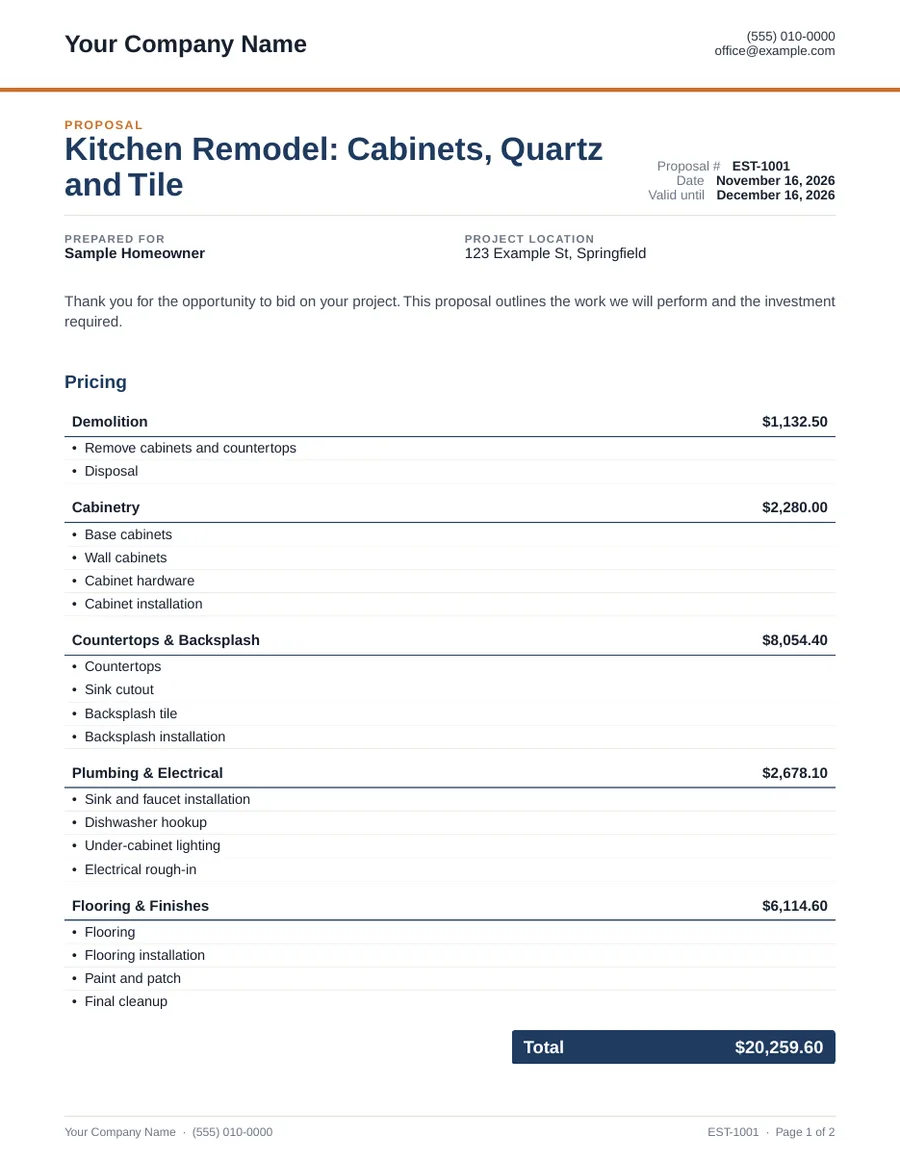 Your Company Name
(555) 010-0000
office@example.com
PROPOSAL
Kitchen Remodel: Cabinets, Quartz
and Tile
Proposal # EST-1001
Date November 16, 2026
Valid until December 16, 2026
PREPARED FOR
Sample Homeowner
PROJECT LOCATION
123 Example St, Springfield
Thank you for the opportunity to bid on your project. This proposal outlines the work we will perform and the investment
required.
Pricing
Demolition $1,132.50
• Remove cabinets and countertops
• Disposal
Cabinetry $2,280.00
• Base cabinets
• Wall cabinets
• Cabinet hardware
• Cabinet installation
Countertops & Backsplash $8,054.40
• Countertops
• Sink cutout
• Backsplash tile
• Backsplash installation
Plumbing & Electrical $2,678.10
• Sink and faucet installation
• Dishwasher hookup
• Under-cabinet lighting
• Electrical rough-in
Flooring & Finishes $6,114.60
• Flooring
• Flooring installation
• Paint and patch
• Final cleanup
Total $20,259.60
Your Company Name · (555) 010-0000
EST-1001 · Page 1 of 2